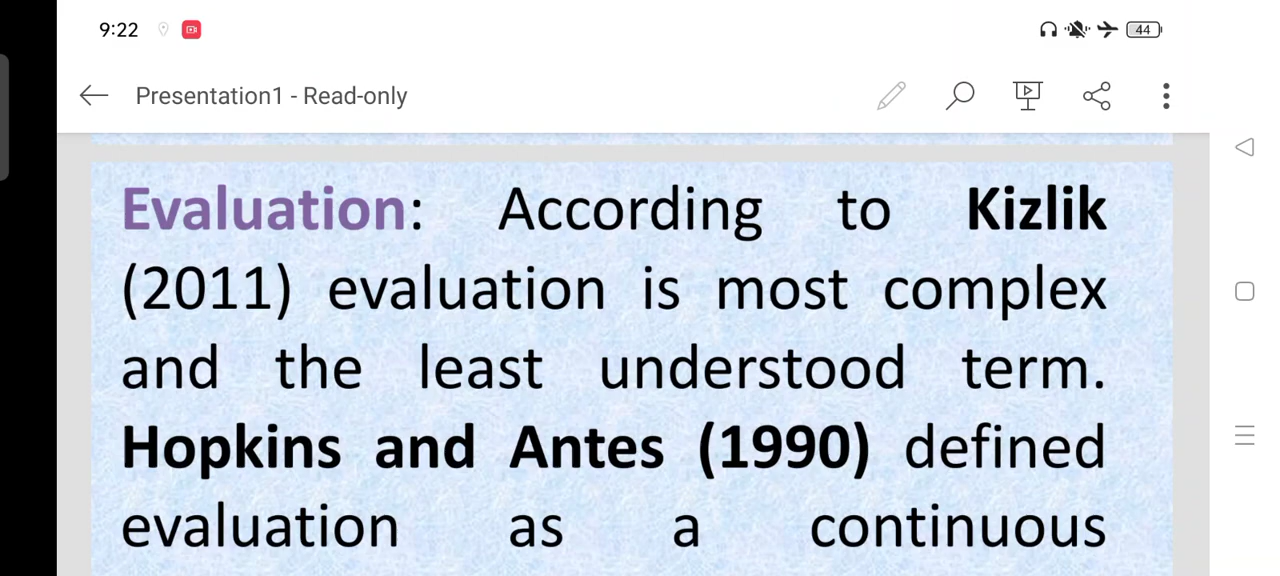 9:22
44
Presentation1 - Read-only
Evaluation: According to Kizlik
(2011) evaluation is most complex
and the least understood term.
Hopkins and Antes (1990) defined
evaluation as a continuous